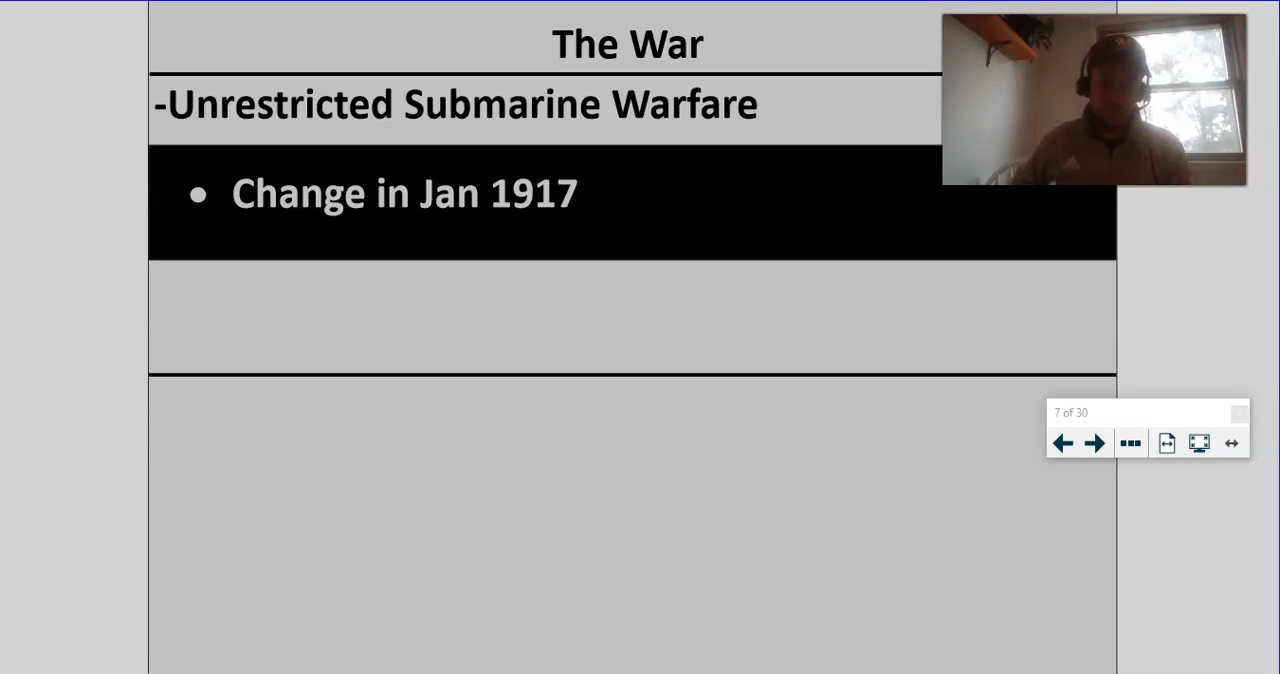 The War
-Unrestricted Submarine Warfare
• Change in Jan 1917
7 of 30